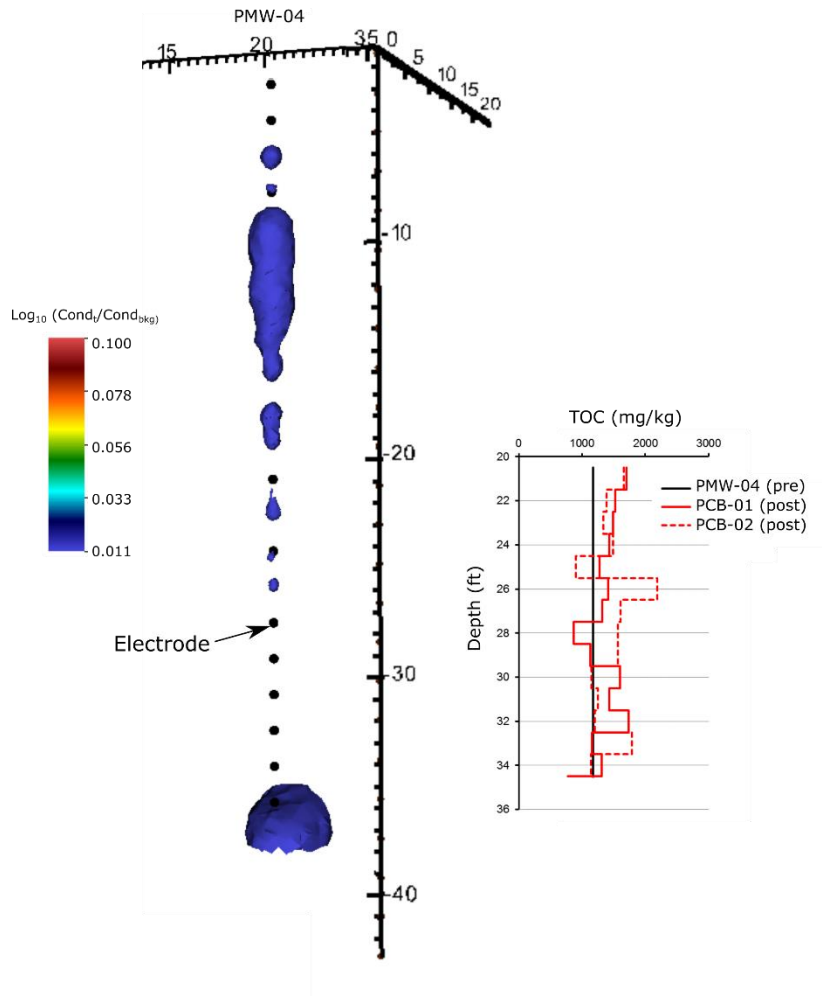 PMW-04
15 20 35 0 5 10 15 20
-10
-20
-30
-40
Log10 (Condt/Condbkg)
0.100
0.078
0.056
0.033
0.011
Electrode
TOC (mg/kg)
0 1000 2000 3000
20
22
24
26
28
30
32
34
36
Depth (ft)
PMW-04 (pre)
PCB-01 (post)
PCB-02 (post)